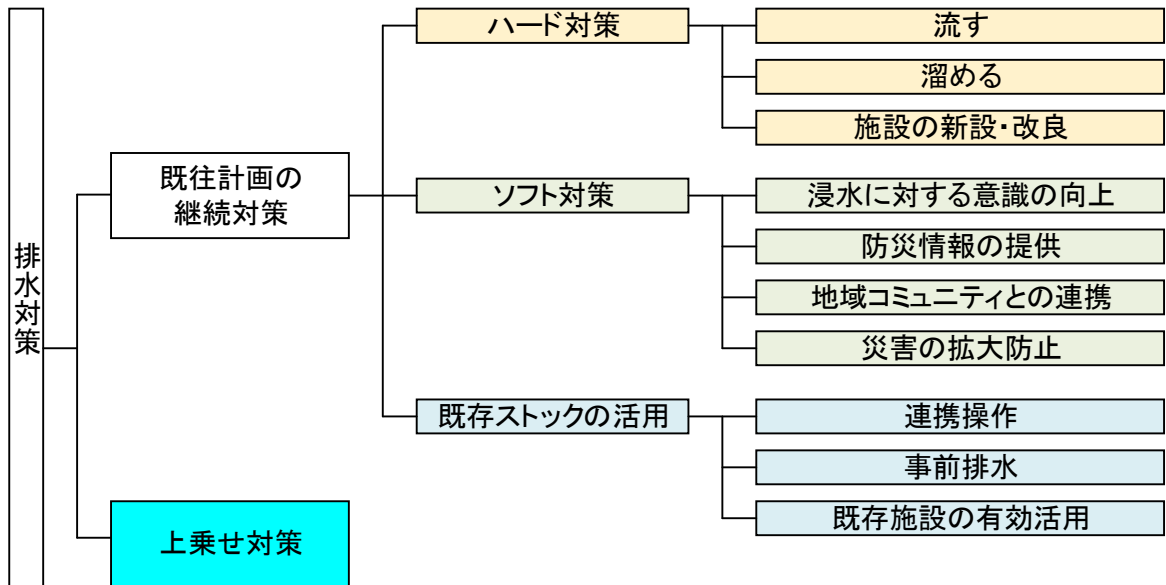 排水対策
既往計画の
継続対策
上乗せ対策
ハード対策
流す
溜める
施設の新設・改良
ソフト対策
浸水に対する意識の向上
防災情報の提供
地域コミュニティとの連携
災害の拡大防止
既存ストックの活用
連携操作
事前排水
既存施設の有効活用